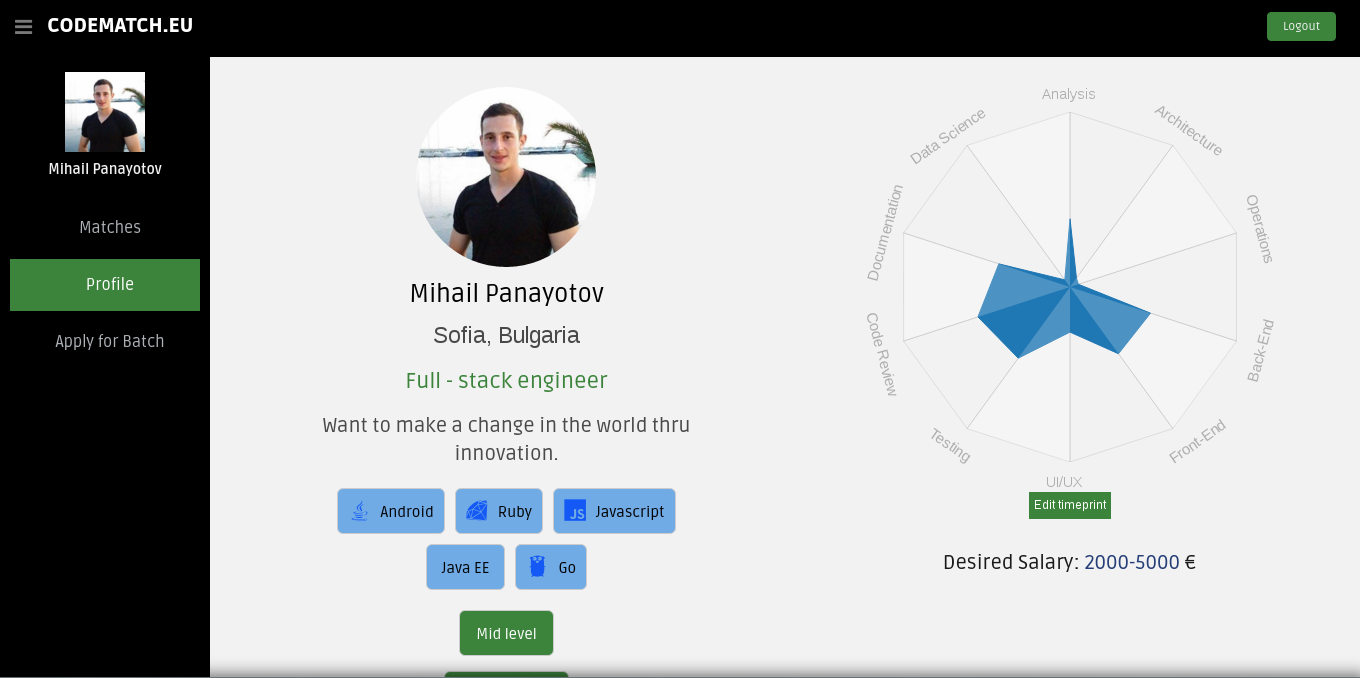 CODEMATCH.EU
Logout
Mihail Panayotov
Matches
Profile
Apply for Batch
Mihail Panayotov
Sofia, Bulgaria
Full - stack engineer
Want to make a change in the world thru
innovation.
Android
Ruby
JS
Javascript
Java EE
Go
Mid level
Analysis
Architecture
Operations
Back-End
Front-End
UI/UX
Testing
Code Review
Documentation
Data Science
Edit timeprint
Desired Salary: 2000-5000 €